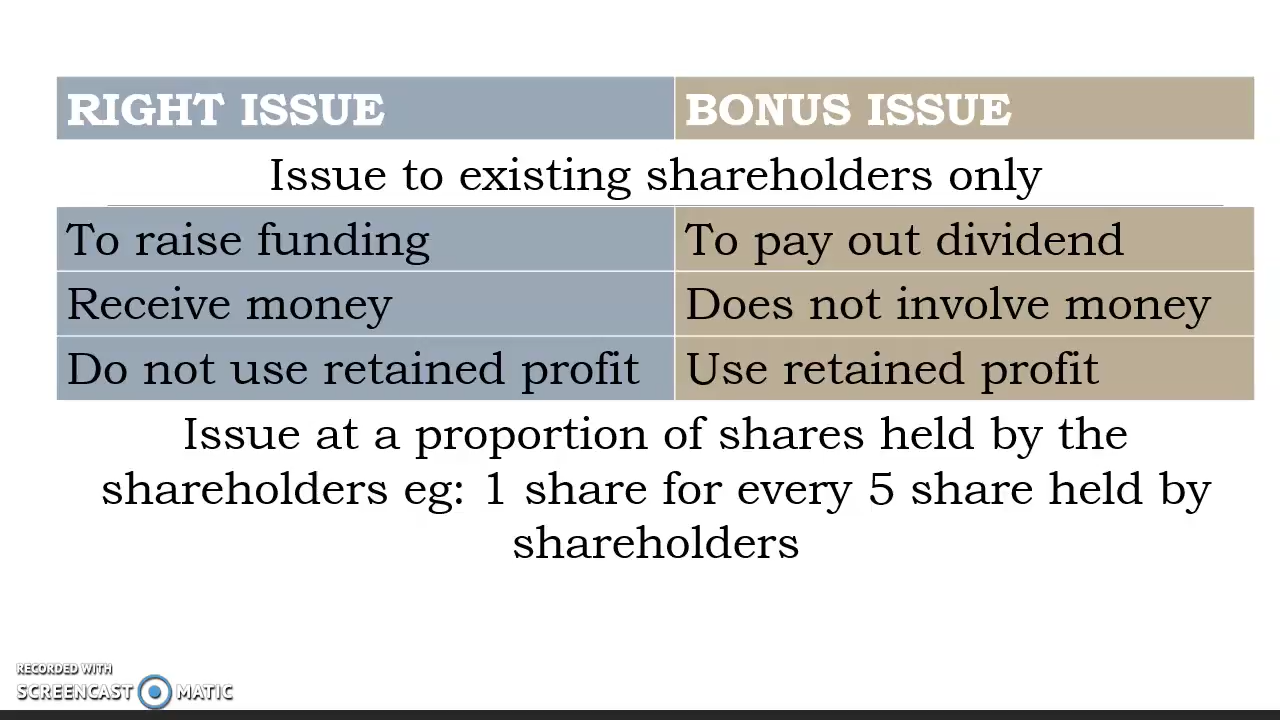 RIGHT ISSUE
BONUS ISSUE
Issue to existing shareholders only
To raise funding
To pay out dividend
Receive money
Does not involve money
Do not use retained profit
Use retained profit
Issue at a proportion of shares held by the
shareholders eg: 1 share for every 5 share held by
shareholders
RECORDED WITH
SCREENCAST MATIC